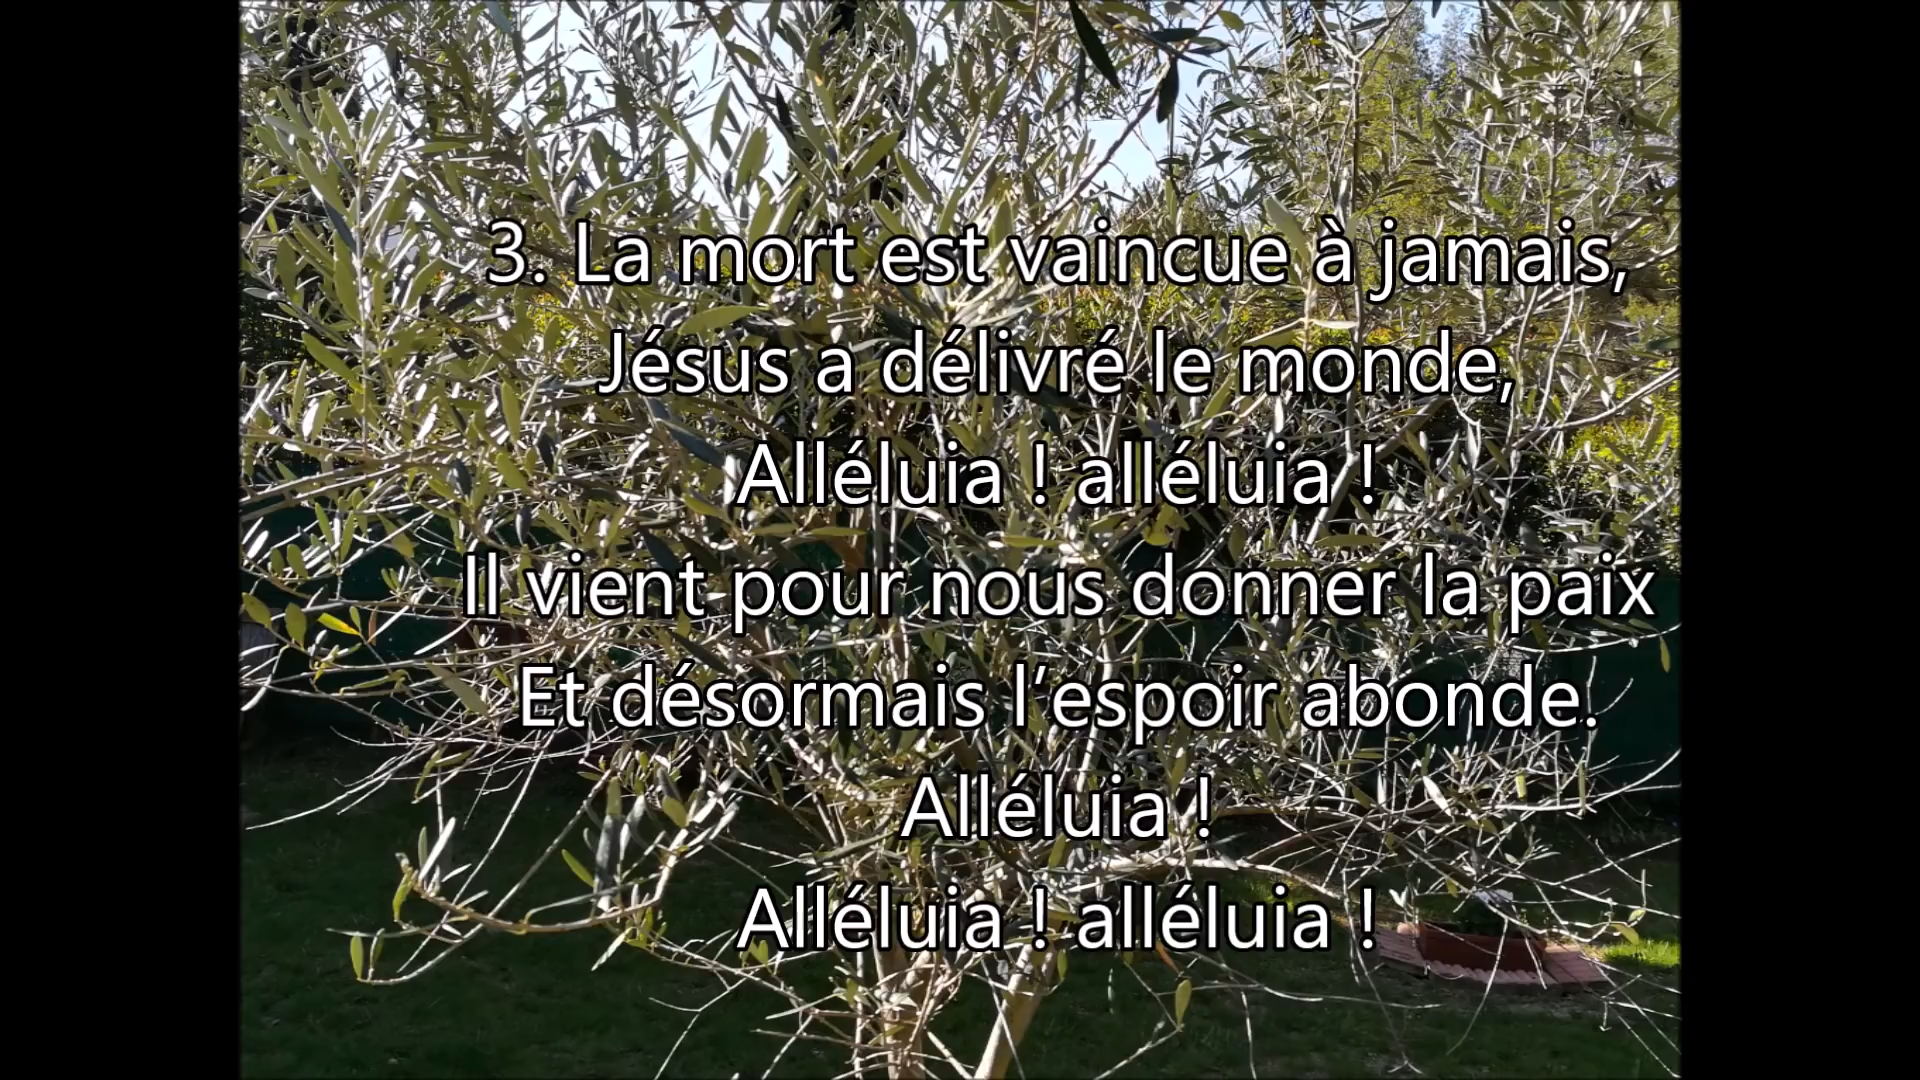 3. La mort est vaincue à jamais,
Jésus a délivré le monde,
Alléluia ! alléluia !
Il vient pour nous donner la paix
Et désormais l’espoir abonde.
Alléluia !
Alléluia ! alléluia !